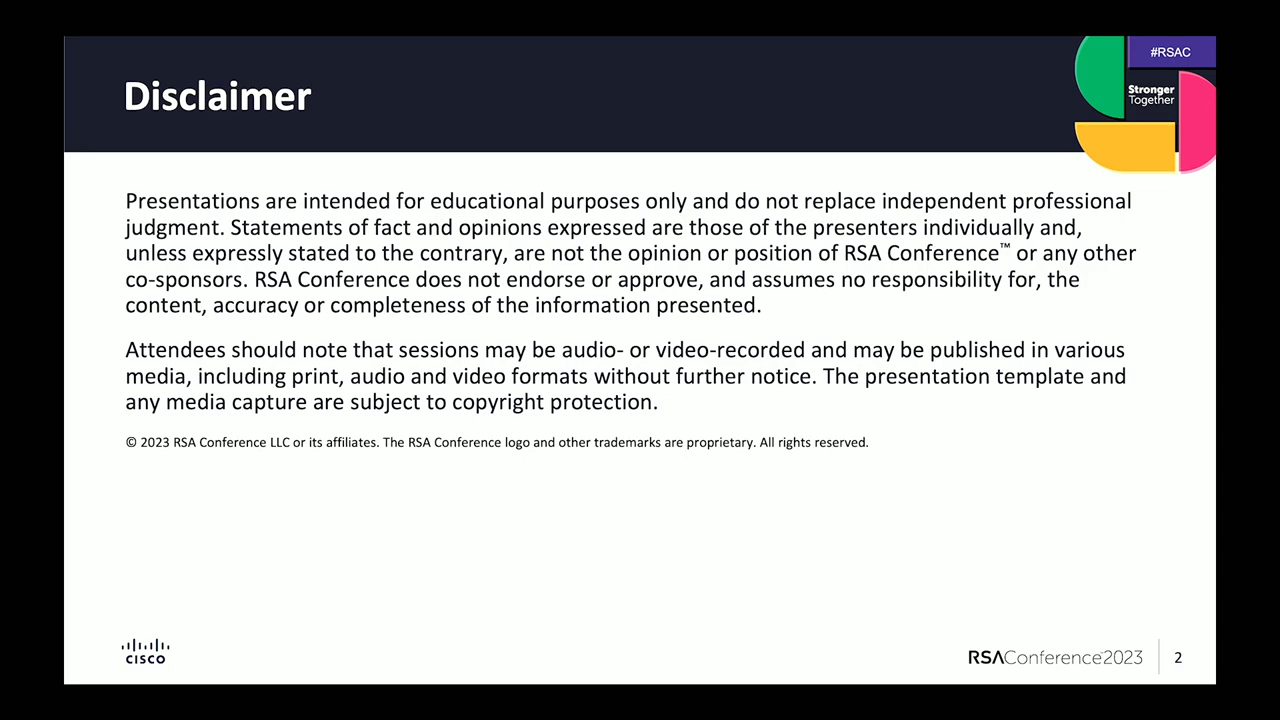 Disclaimer
#RSAC
Stronger
Together
Presentations are intended for educational purposes only and do not replace independent professional
judgment. Statements of fact and opinions expressed are those of the presenters individually and,
unless expressly stated to the contrary, are not the opinion or position of RSA Conference™ or any other
co-sponsors. RSA Conference does not endorse or approve, and assumes no responsibility for, the
content, accuracy or completeness of the information presented.
Attendees should note that sessions may be audio- or video-recorded and may be published in various
media, including print, audio and video formats without further notice. The presentation template and
any media capture are subject to copyright protection.
© 2023 RSA Conference LLC or its affiliates. The RSA Conference logo and other trademarks are proprietary. All rights reserved.
CISCO
RSAConference™2023
2